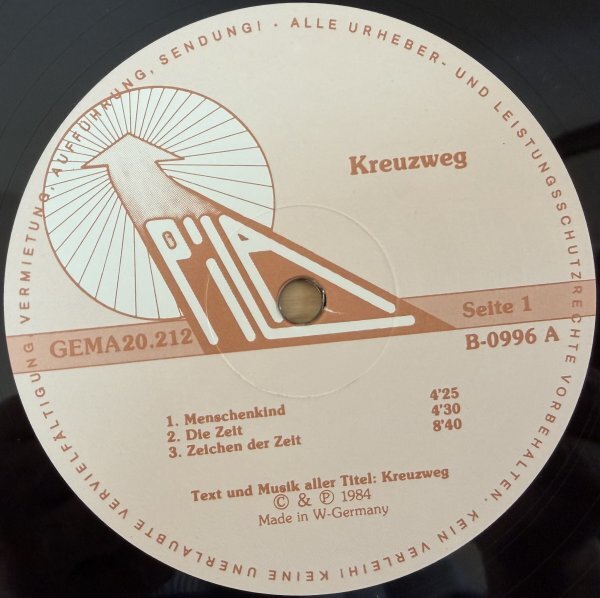 ALLE URHEBER- UND LEISTUNGSSCHUTZRECHTE VORBEHALTEN. KEIN VERLEIH! KEINE UNERLAUBTE VERVIELFÄLTIGUNG, VERMIETUNG, AUFFÜHRUNG, SENDUNG! -
Kreuzweg
GEMA 20.212
Seite 1
B-0996 A
1. Menschenkind 4'25
2. Die Zeit 4'30
3. Zeichen der Zeit 8'40
Text und Musik aller Titel: Kreuzweg
© & ℗ 1984
Made in W-Germany